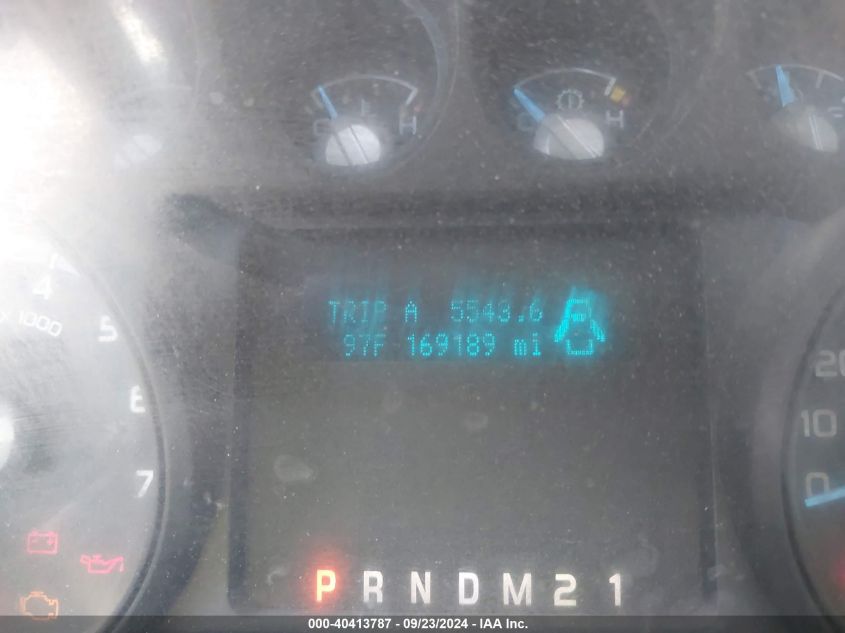 C H
C H
4
x 1000
5
6
7
TRIP A 5543.6
97F 169189 mi
20
10
0
P R N D M 2 1
000-40413787 - 09/23/2024 - IAA Inc.